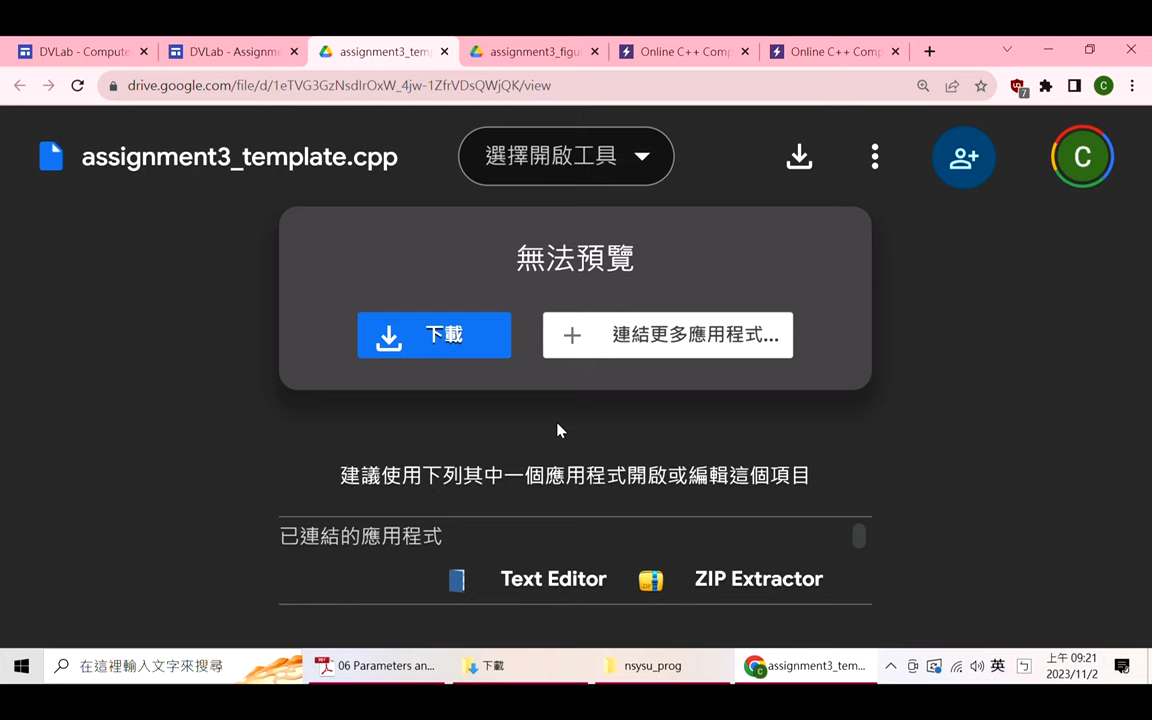 DVLab - Compute
DVLab - Assignme
assignment3_tem
assignment3_figu
Online C++ Comp
Online C++ Comp
drive.google.com/file/d/1eTVG3GzNsdIrOxW_4jw-1ZfrVDsQWjQK/view
7
C
assignment3_template.cpp
選擇開啟工具
C
無法預覽
下載
連結更多應用程式...
建議使用下列其中一個應用程式開啟或編輯這個項目
已連結的應用程式
Text Editor
ZIP Extractor
在這裡輸入文字來搜尋
06 Parameters an...
下載
nsysu_prog
assignment3_tem...
英
上午 09:21
2023/11/2